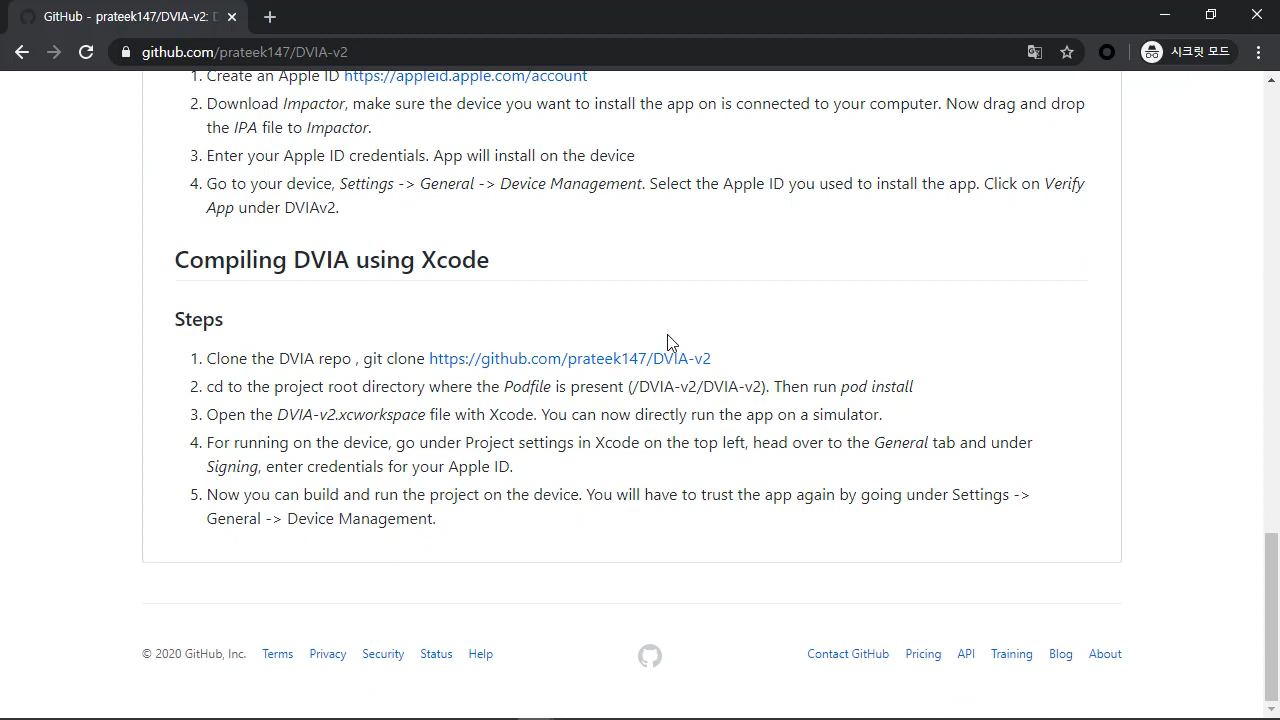 GitHub - prateek147/DVIA-v2:
github.com/prateek147/DVIA-v2
시크릿 모드
1. Create an Apple ID https://appleid.apple.com/account
2. Download Impactor, make sure the device you want to install the app on is connected to your computer. Now drag and drop
the IPA file to Impactor.
3. Enter your Apple ID credentials. App will install on the device
4. Go to your device, Settings -> General -> Device Management. Select the Apple ID you used to install the app. Click on Verify
App under DVIAv2.
Compiling DVIA using Xcode
Steps
1. Clone the DVIA repo , git clone https://github.com/prateek147/DVIA-v2
2. cd to the project root directory where the Podfile is present (/DVIA-v2/DVIA-v2). Then run pod install
3. Open the DVIA-v2.xcworkspace file with Xcode. You can now directly run the app on a simulator.
4. For running on the device, go under Project settings in Xcode on the top left, head over to the General tab and under
Signing, enter credentials for your Apple ID.
5. Now you can build and run the project on the device. You will have to trust the app again by going under Settings ->
General -> Device Management.
© 2020 GitHub, Inc. Terms Privacy Security Status Help Contact GitHub Pricing API Training Blog About